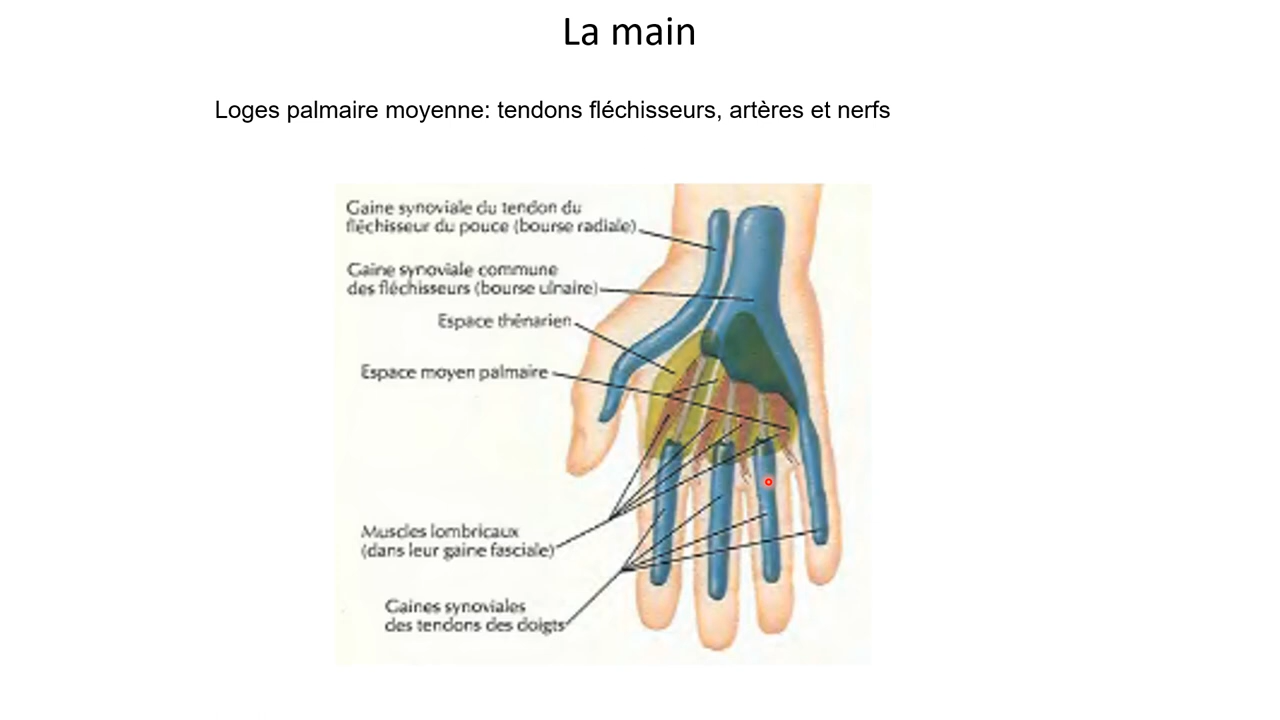 La main
Loges palmaire moyenne: tendons fléchisseurs, artères et nerfs
Gaine synoviale du tendon du
fléchisseur du pouce (bourse radiale)
Gaine synoviale commune
des fléchisseurs (bourse ulnaire)
Espace thénarien
Espace moyen palmaire
Muscles lombricaux
(dans leur gaine fasciale)
Gaines synoviales
des tendons des doigts